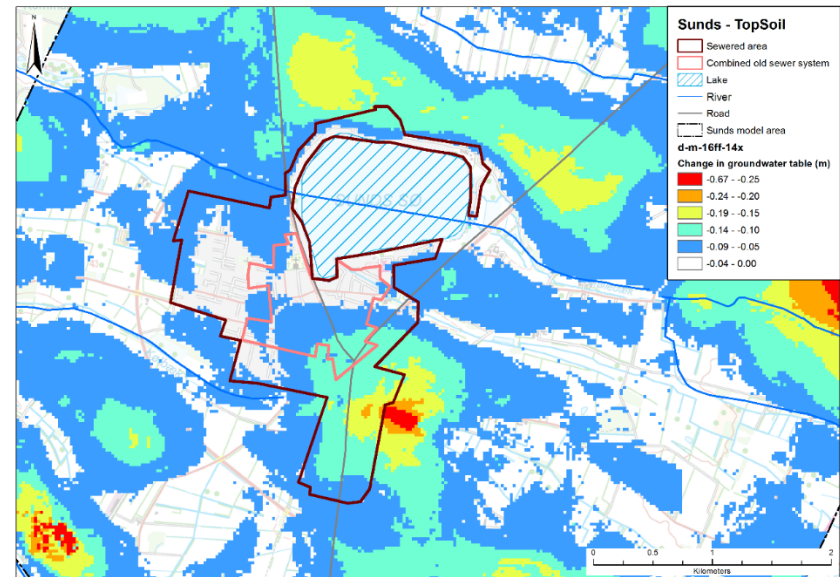 N
Sunds - TopSoil
Sewered area
Combined old sewer system
Lake
River
Road
Sunds model area
d-m-16ff-14x
Change in groundwater table (m)
-0.67 - -0.25
-0.24 - -0.20
-0.19 - -0.15
-0.14 - -0.10
-0.09 - -0.05
-0.04 - 0.00
SUNDS SØ
0 0.5 1 2
Kilometers